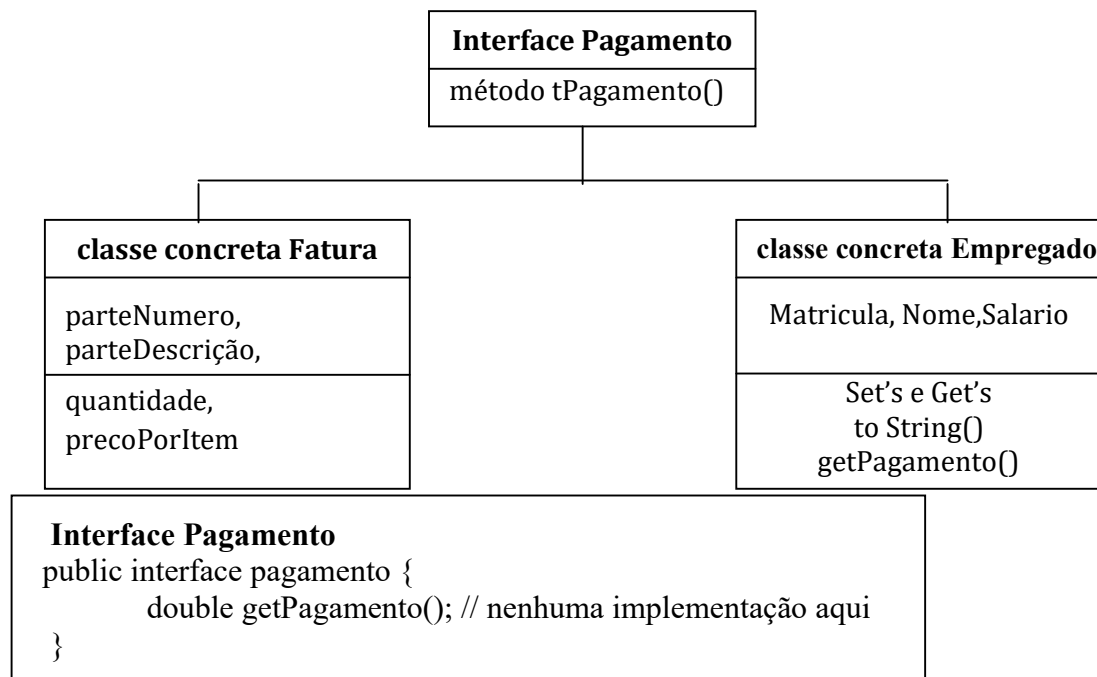 Interface Pagamento
método tPagamento()
classe concreta Fatura
parteNumero,
parteDescrição,
quantidade,
precoPorItem
classe concreta Empregado
Matricula, Nome,Salario
Set’s e Get’s
to String()
getPagamento()
Interface Pagamento
public interface pagamento {
double getPagamento(); // nenhuma implementação aqui
}